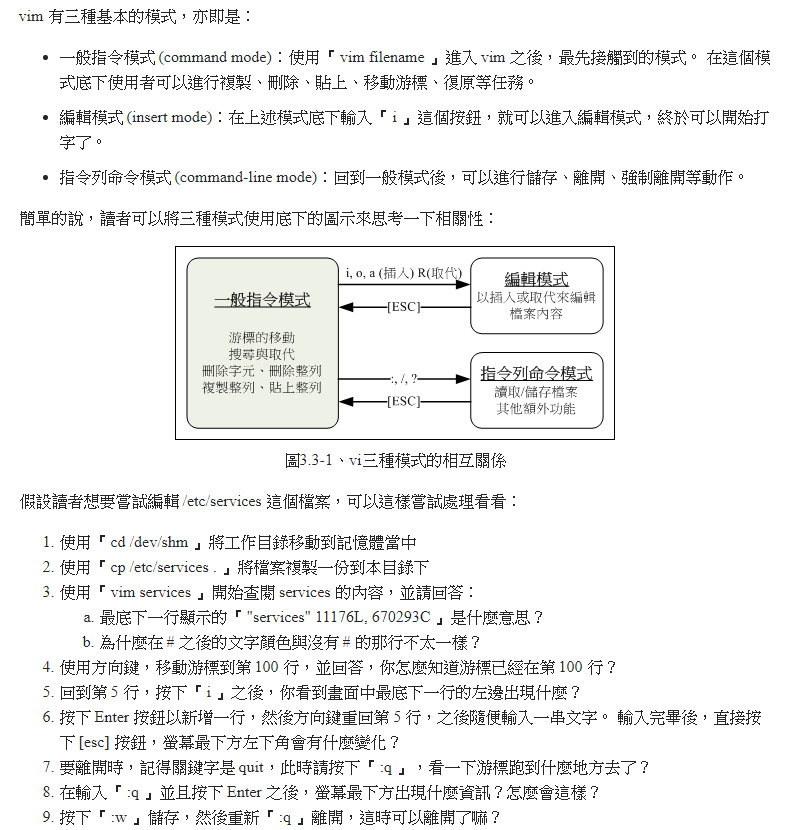 vim 有三種基本的模式，亦即是：
一般指令模式 (command mode)：使用『 vim filename 』進入 vim 之後，最先接觸到的模式。 在這個模
式底下使用者可以進行複製、刪除、貼上、移動游標、復原等任務。
編輯模式 (insert mode)：在上述模式底下輸入『 i 』這個按鈕，就可以進入編輯模式，終於可以開始打
字了。
指令列命令模式 (command-line mode)：回到一般模式後，可以進行儲存、離開、強制離開等動作。
簡單的說，讀者可以將三種模式使用底下的圖示來思考一下相關性：
一般指令模式
游標的移動
搜尋與取代
刪除字元、刪除整列
複製整列、貼上整列
i, o, a (插入) R(取代)
[ESC]
編輯模式
以插入或取代來編輯
檔案內容
:, /, ?
[ESC]
指令列命令模式
讀取/儲存檔案
其他額外功能
圖3.3-1、vi三種模式的相互關係
假設讀者想要嘗試編輯 /etc/services 這個檔案，可以這樣嘗試處理看看：
1. 使用『 cd /dev/shm 』將工作目錄移動到記憶體當中
2. 使用『 cp /etc/services . 』將檔案複製一份到本目錄下
3. 使用『 vim services 』開始查閱 services 的內容，並請回答：
a. 最底下一行顯示的『 "services" 11176L, 670293C 』是什麼意思？
b. 為什麼在 # 之後的文字顏色與沒有 # 的那行不太一樣？
4. 使用方向鍵，移動游標到第 100 行，並回答，你怎麼知道游標已經在第 100 行？
5. 回到第 5 行，按下『 i 』之後，你看到畫面中最底下一行的左邊出現什麼？
6. 按下 Enter 按鈕以新增一行，然後方向鍵重回第 5 行，之後隨便輸入一串文字。 輸入完畢後，直接按
下 [esc] 按鈕，螢幕最下方左下角會有什麼變化？
7. 要離開時，記得關鍵字是 quit，此時請按下『 :q 』，看一下游標跑到什麼地方去了？
8. 在輸入『 :q 』並且按下 Enter 之後，螢幕最下方出現什麼資訊？怎麼會這樣？
9. 按下『 :w 』儲存，然後重新『 :q 』離開，這時可以離開了嘛？